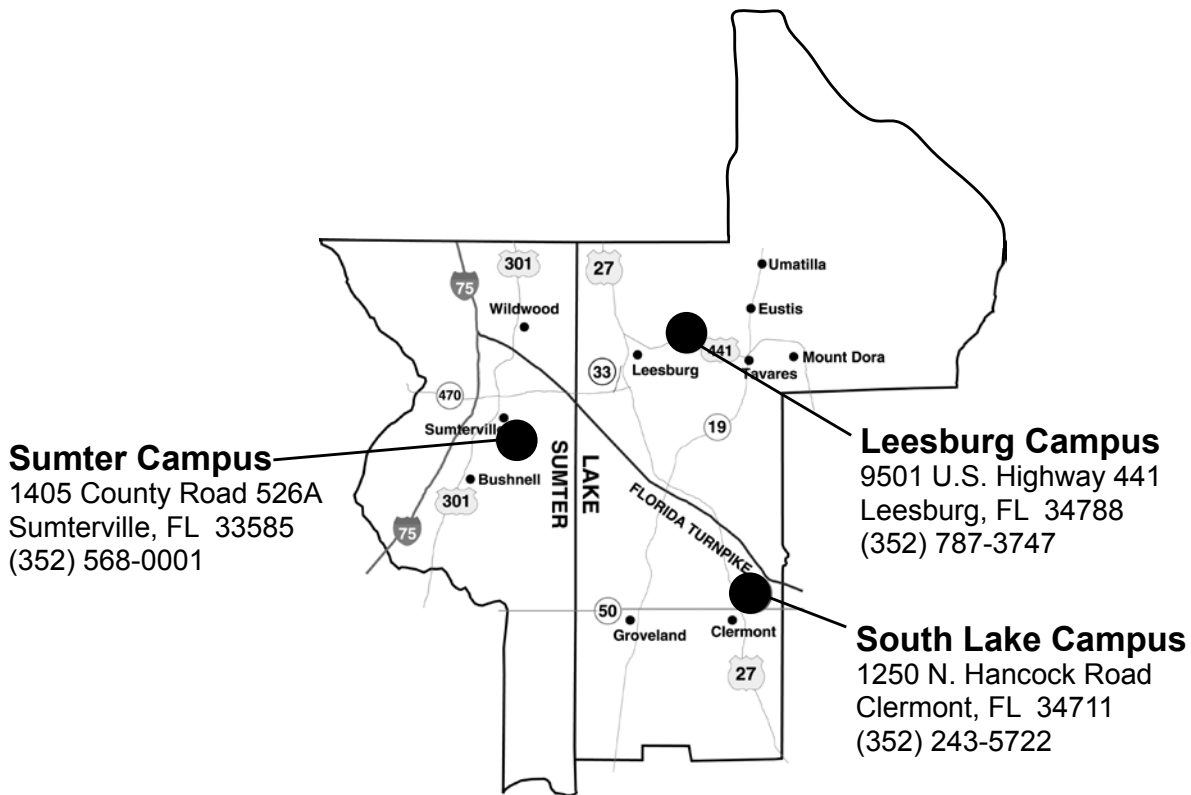 Umatilla
301
27
75
Wildwood
Eustis
441
Mount Dora
33
Leesburg
Tavares
470
Sumterville
19
Sumter Campus
1405 County Road 526A
Sumterville, FL 33585
(352) 568-0001
Leesburg Campus
9501 U.S. Highway 441
Leesburg, FL 34788
(352) 787-3747
LAKE
SUMTER
Bushnell
301
75
FLORIDA TURNPIKE
50
Groveland
Clermont
27
South Lake Campus
1250 N. Hancock Road
Clermont, FL 34711
(352) 243-5722